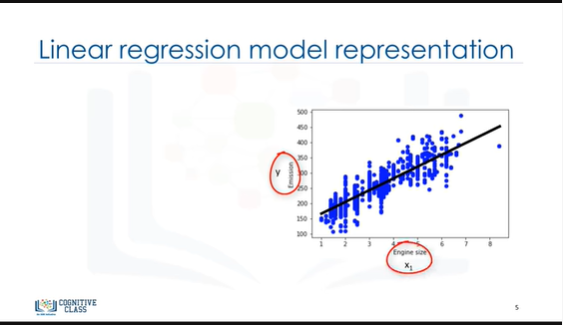 Linear regression model representation
500
450
400
350
300
250
200
150
100
y
Emission
1 2 3 4 5 6 7 8
Engine size
x1
COGNITIVE
CLASS
5